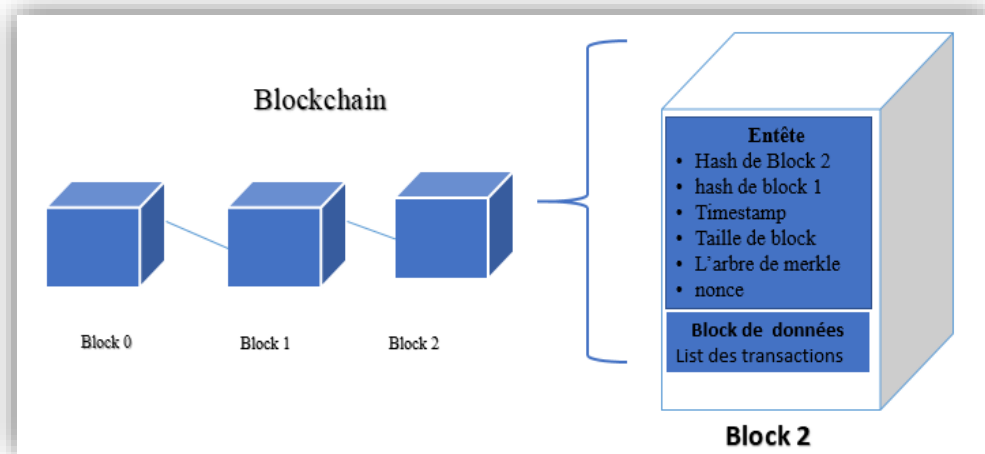 Blockchain
Block 0
Block 1
Block 2
Entête
• Hash de Block 2
• hash de block 1
• Timestamp
• Taille de block
• L’arbre de merkle
• nonce
Block de données
List des transactions
Block 2